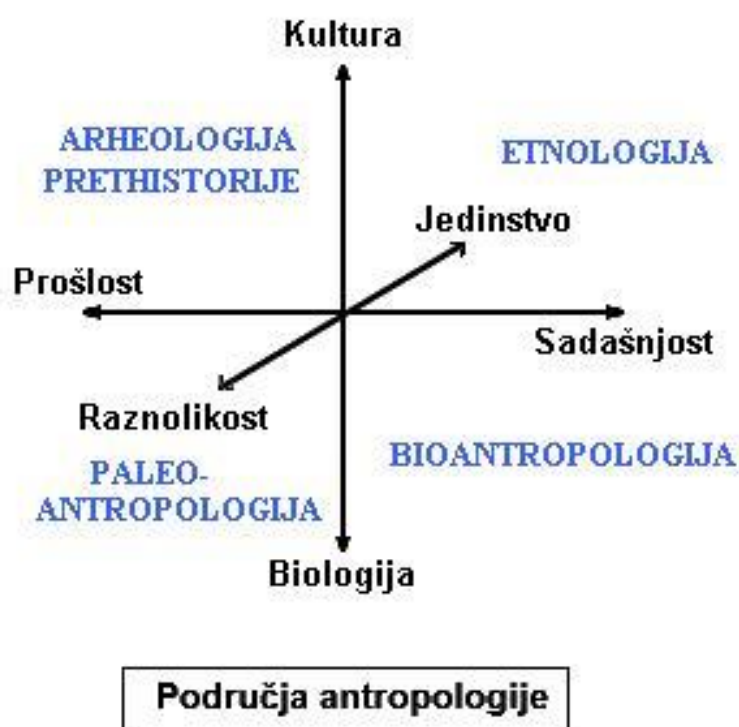 Kultura
ARHEOLOGIJA
PRETHISTORIJE
ETNOLOGIJA
Jedinstvo
Prošlost
Sadašnjost
Raznolikost
BIOANTROPOLOGIJA
PALEO-
ANTROPOLOGIJA
Biologija
Područja antropologije